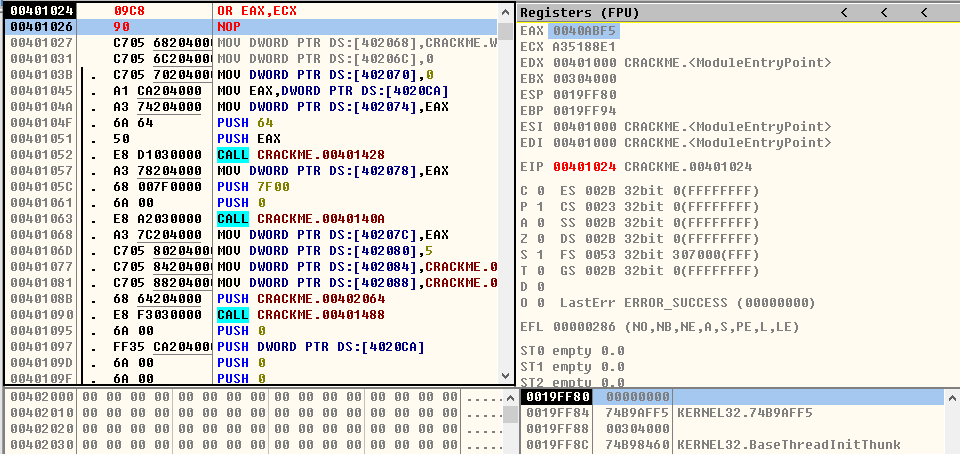 00401024 09C8 OR EAX,ECX
00401026 90 NOP
00401027 C705 68204000 MOV DWORD PTR DS:[402068],CRACKME.W
00401031 C705 6C204000 MOV DWORD PTR DS:[40206C],0
0040103B . C705 70204000 MOV DWORD PTR DS:[402070],0
00401045 . A1 CA204000 MOV EAX,DWORD PTR DS:[4020CA]
0040104A . A3 74204000 MOV DWORD PTR DS:[402074],EAX
0040104F . 6A 64 PUSH 64
00401051 . 50 PUSH EAX
00401052 . E8 D1030000 CALL CRACKME.00401428
00401057 . A3 78204000 MOV DWORD PTR DS:[402078],EAX
0040105C . 68 007F0000 PUSH 7F00
00401061 . 6A 00 PUSH 0
00401063 . E8 A2030000 CALL CRACKME.0040140A
00401068 . A3 7C204000 MOV DWORD PTR DS:[40207C],EAX
0040106D . C705 80204000 MOV DWORD PTR DS:[402080],5
00401077 . C705 84204000 MOV DWORD PTR DS:[402084],CRACKME.0
00401081 . C705 88204000 MOV DWORD PTR DS:[402088],CRACKME.0
0040108B . 68 64204000 PUSH CRACKME.00402064
00401090 . E8 F3030000 CALL CRACKME.00401488
00401095 . 6A 00 PUSH 0
00401097 . FF35 CA204000 PUSH DWORD PTR DS:[4020CA]
0040109D . 6A 00 PUSH 0
0040109F . 6A 00 PUSH 0
Registers (FPU) < < <
EAX 0040ABF5
ECX A35188E1
EDX 00401000 CRACKME.<ModuleEntryPoint>
EBX 00304000
ESP 0019FF80
EBP 0019FF94
ESI 00401000 CRACKME.<ModuleEntryPoint>
EDI 00401000 CRACKME.<ModuleEntryPoint>
EIP 00401024 CRACKME.00401024
C 0 ES 002B 32bit 0(FFFFFFFF)
P 1 CS 0023 32bit 0(FFFFFFFF)
A 0 SS 002B 32bit 0(FFFFFFFF)
Z 0 DS 002B 32bit 0(FFFFFFFF)
S 1 FS 0053 32bit 307000(FFF)
T 0 GS 002B 32bit 0(FFFFFFFF)
D 0
O 0 LastErr ERROR_SUCCESS (00000000)
EFL 00000286 (NO,NB,NE,A,S,PE,L,LE)
ST0 empty 0.0
ST1 empty 0.0
ST2 empty 0.0
00402000 00 00 00 00 00 00 00 00 00 00 00 00 00 00 00 00 .....
00402010 00 00 00 00 00 00 00 00 00 00 00 00 00 00 00 00 .....
00402020 00 00 00 00 00 00 00 00 00 00 00 00 00 00 00 00 .....
00402030 00 00 00 00 00 00 00 00 00 00 00 00 00 00 00 00 .....
0019FF80 00000000
0019FF84 74B9AFF5 KERNEL32.74B9AFF5
0019FF88 00304000
0019FF8C 74B98460 KERNEL32.BaseThreadInitThunk